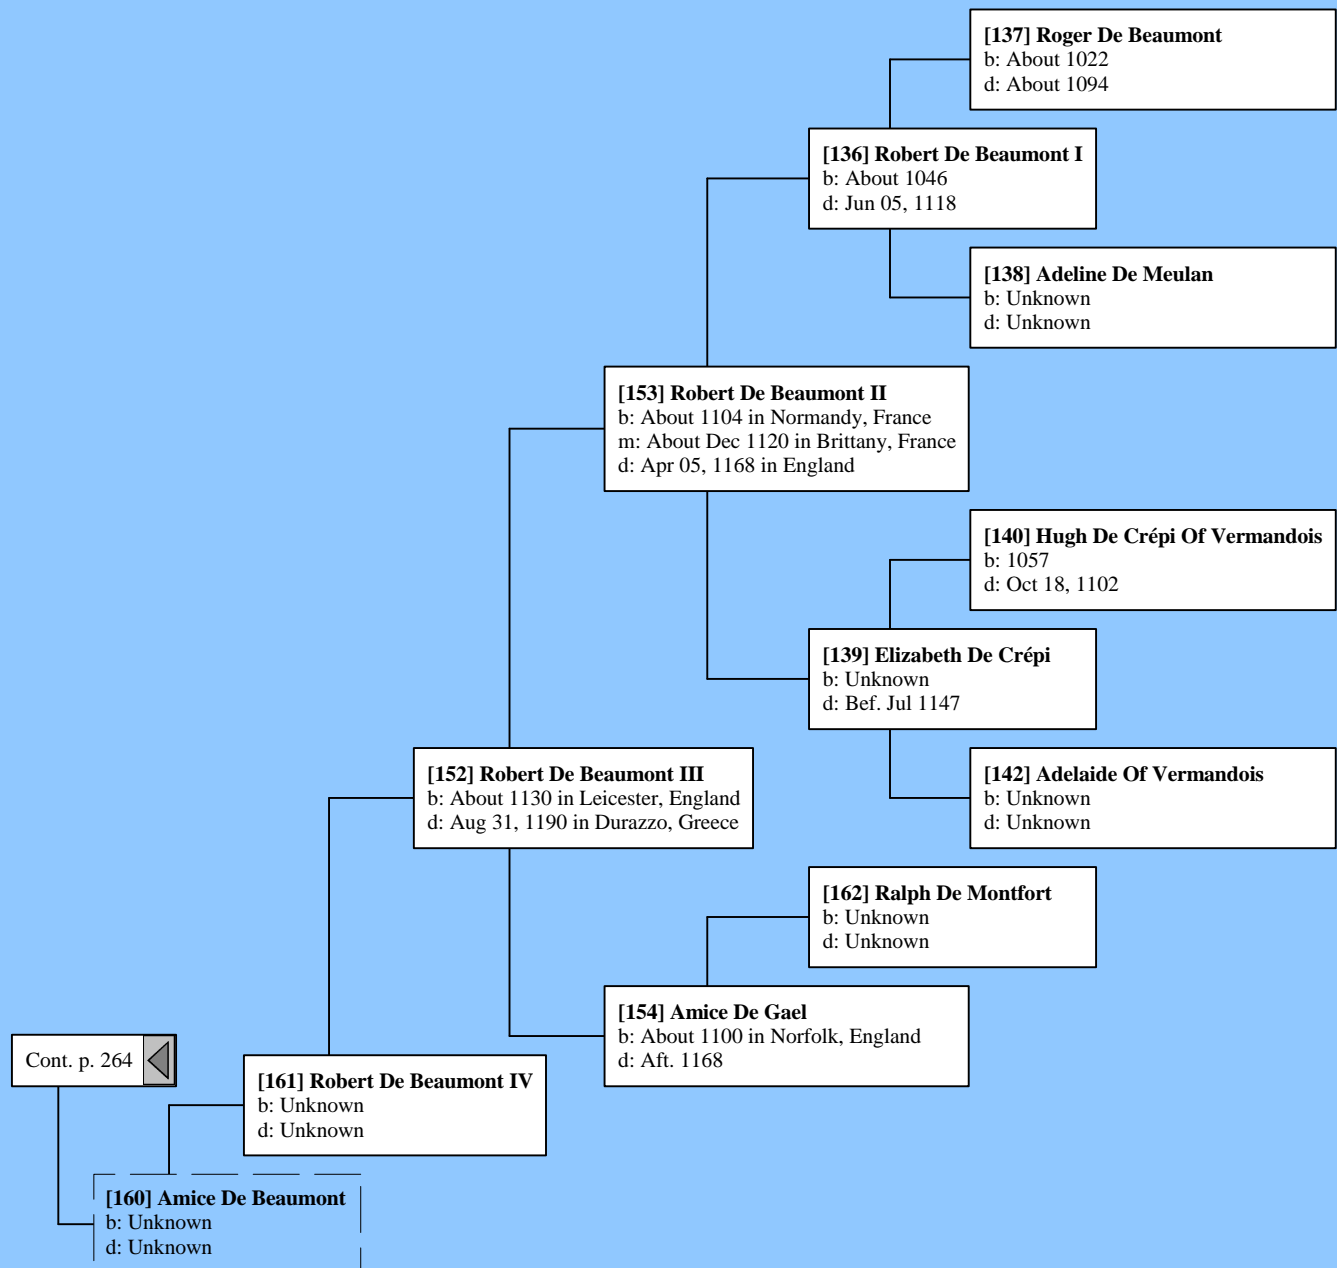 [137] Roger De Beaumont
b: About 1022
d: About 1094
[136] Robert De Beaumont I
b: About 1046
d: Jun 05, 1118
[138] Adeline De Meulan
b: Unknown
d: Unknown
[153] Robert De Beaumont II
b: About 1104 in Normandy, France
m: About Dec 1120 in Brittany, France
d: Apr 05, 1168 in England
[140] Hugh De Crépi Of Vermandois
b: 1057
d: Oct 18, 1102
[139] Elizabeth De Crépi
b: Unknown
d: Bef. Jul 1147
[152] Robert De Beaumont III
b: About 1130 in Leicester, England
d: Aug 31, 1190 in Durazzo, Greece
[142] Adelaide Of Vermandois
b: Unknown
d: Unknown
[162] Ralph De Montfort
b: Unknown
d: Unknown
[154] Amice De Gael
b: About 1100 in Norfolk, England
d: Aft. 1168
Cont. p. 264
[161] Robert De Beaumont IV
b: Unknown
d: Unknown
[160] Amice De Beaumont
b: Unknown
d: Unknown